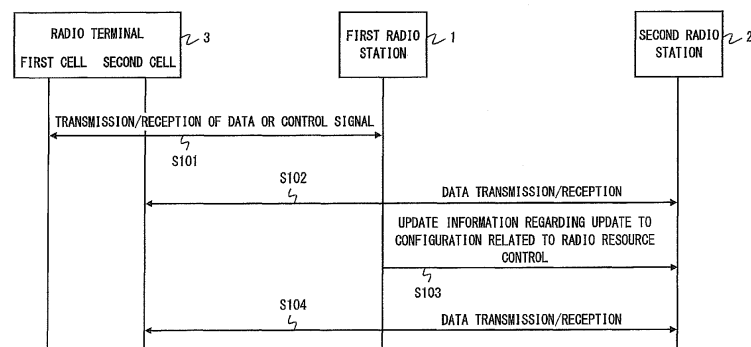 RADIO TERMINAL
FIRST CELL SECOND CELL
3
FIRST RADIO
STATION
1
SECOND RADIO
STATION
2
TRANSMISSION/RECEPTION OF DATA OR CONTROL SIGNAL
S101
S102
DATA TRANSMISSION/RECEPTION
UPDATE INFORMATION REGARDING UPDATE TO
CONFIGURATION RELATED TO RADIO RESOURCE
CONTROL
S103
S104
DATA TRANSMISSION/RECEPTION